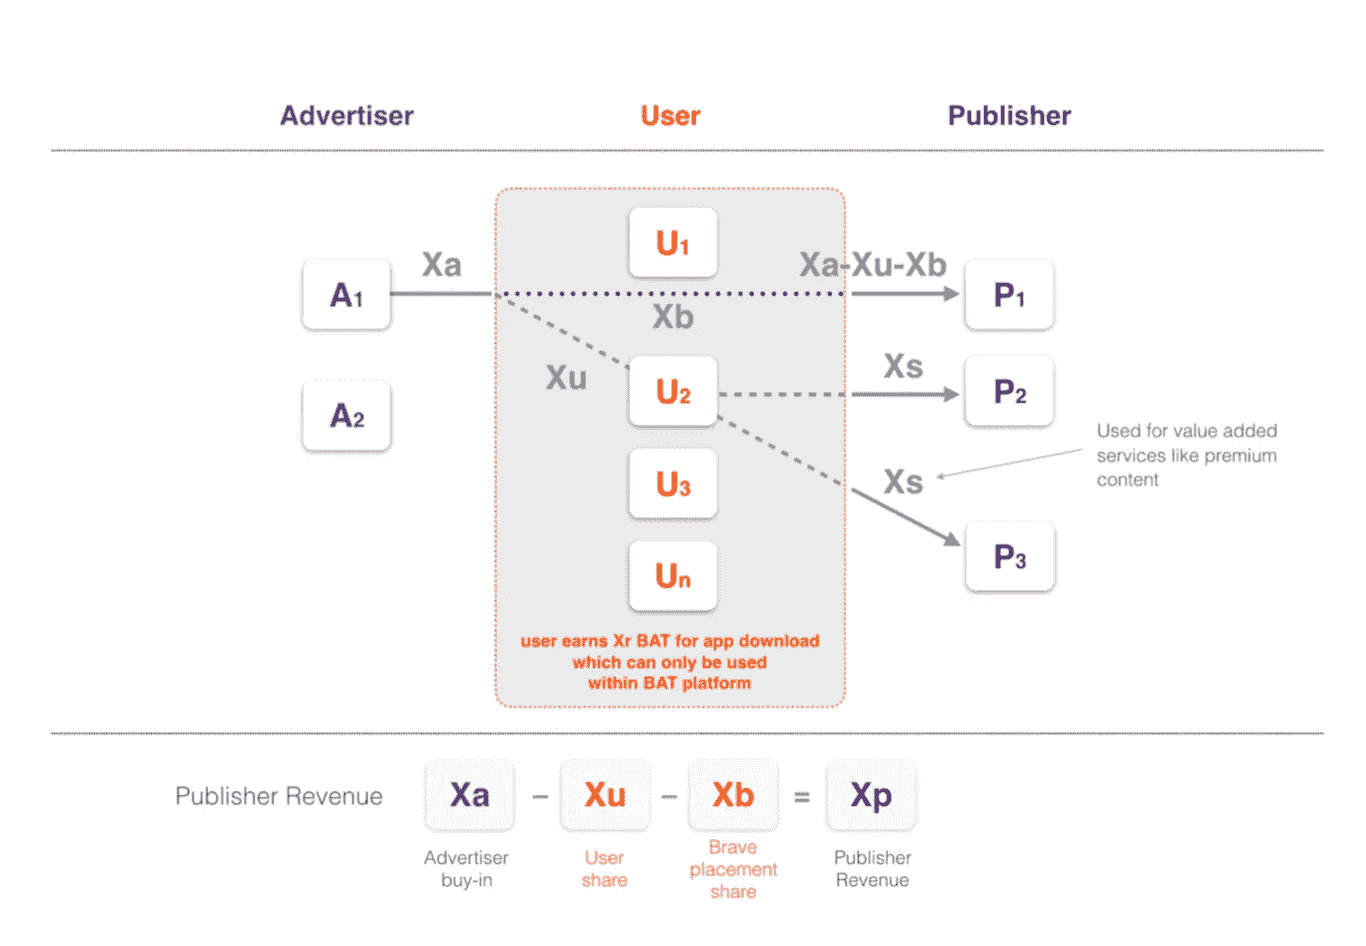 Advertiser
User
Publisher
U1
Xa
Xa-Xu-Xb
A1
P1
Xb
Xs
Xu
U2
P2
A2
Used for value added
services like premium
content
Xs
U3
P3
Un
user earns Xr BAT for app download
which can only be used
within BAT platform
Publisher Revenue
Xa – Xu – Xb = Xp
Advertiser
buy-in
User
share
Brave
placement
share
Publisher
Revenue